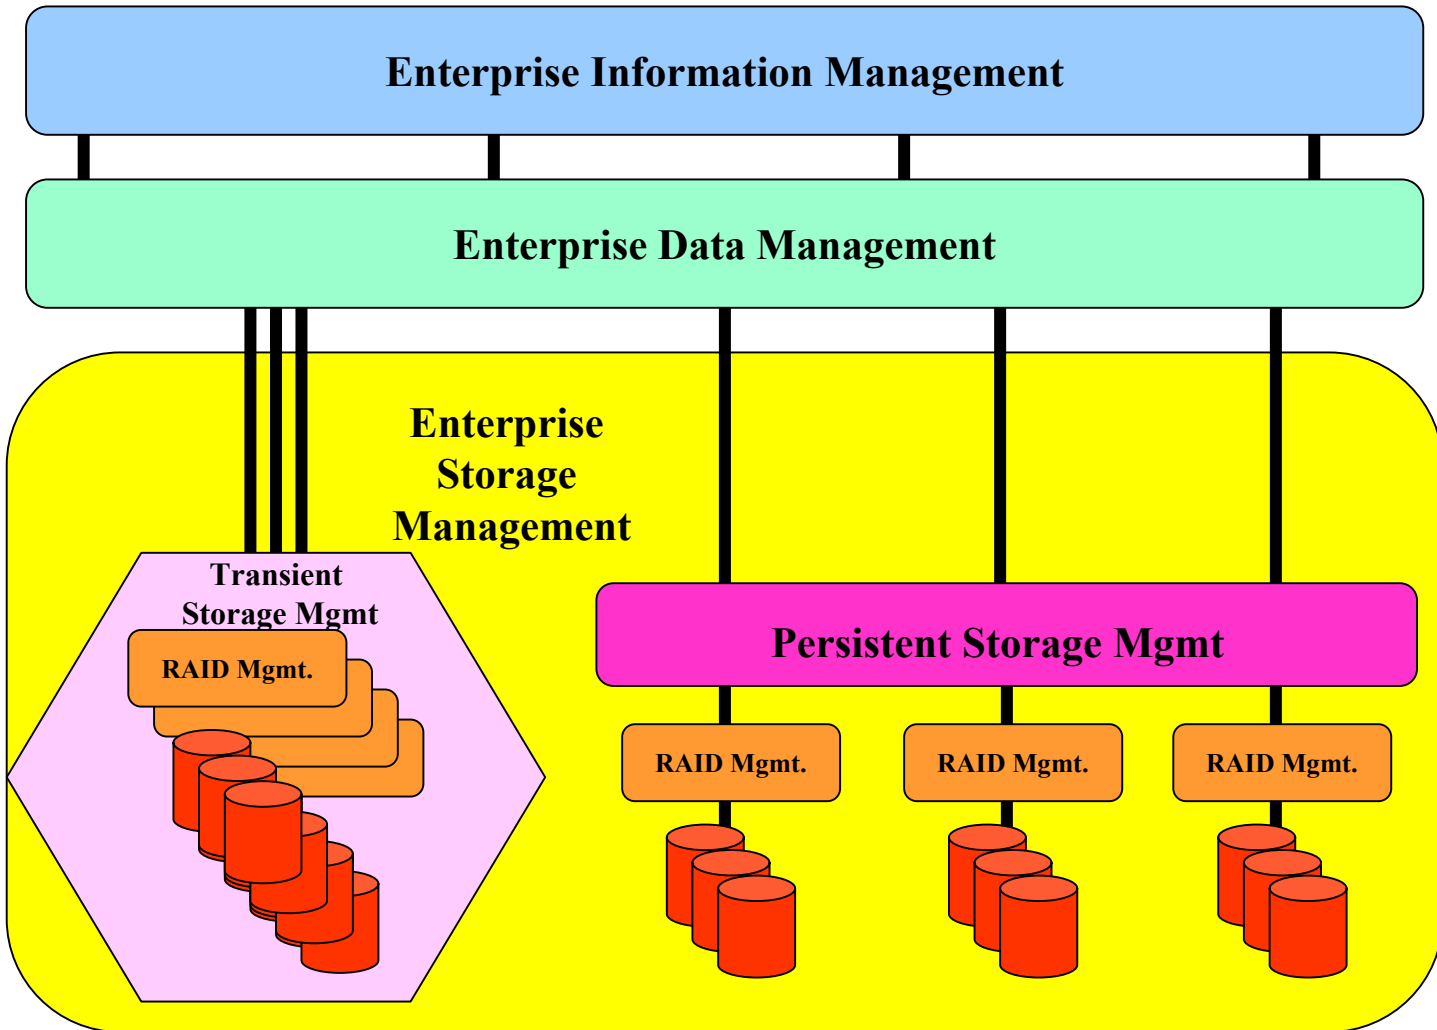 Enterprise Information Management
Enterprise Data Management
Enterprise
Storage
Management
Transient
Storage Mgmt
RAID Mgmt.
Persistent Storage Mgmt
RAID Mgmt.
RAID Mgmt.
RAID Mgmt.